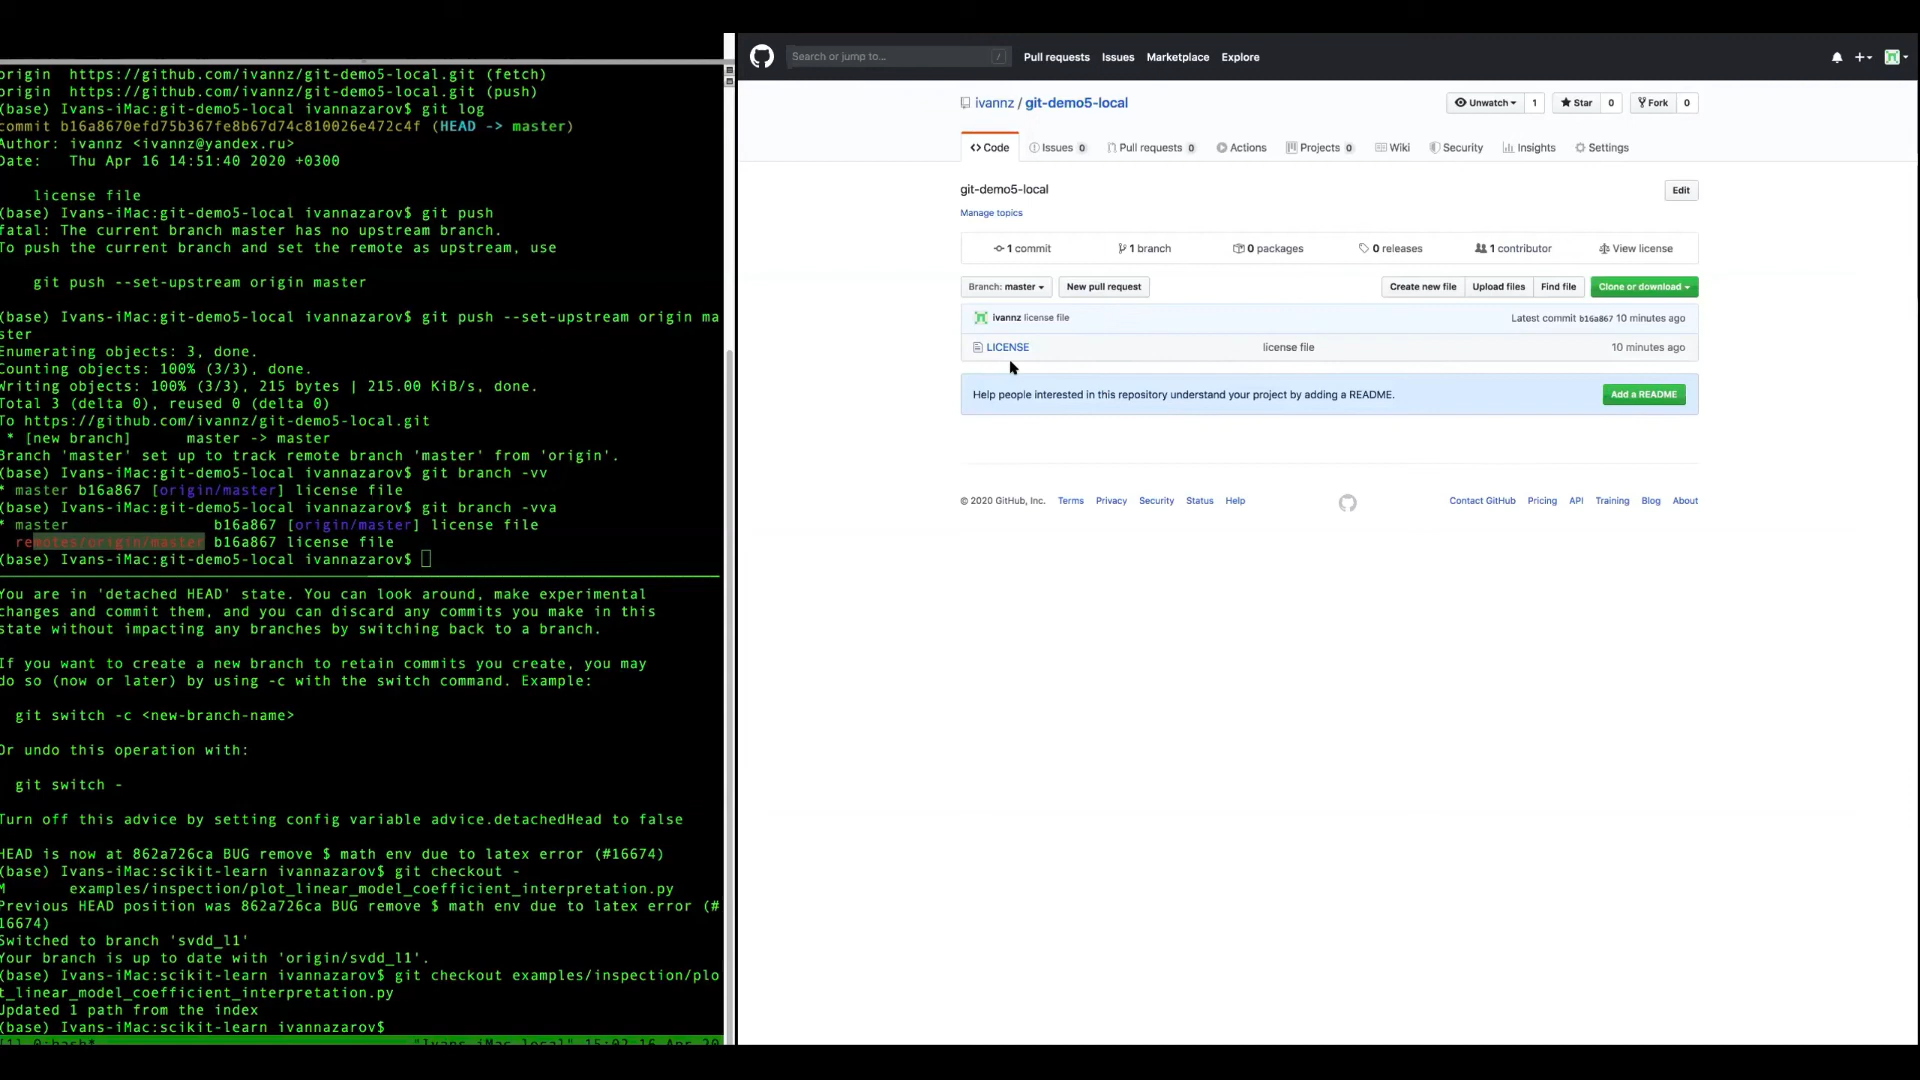 origin  https://github.com/ivannz/git-demo5-local.git (fetch)
origin  https://github.com/ivannz/git-demo5-local.git (push)
(base) Ivans-iMac:git-demo5-local ivannazarov$ git log
commit b16a8670efd75b367fe8b67d74c810026e472c4f (HEAD -> master)
Author: ivannz <ivannz@yandex.ru>
Date:   Thu Apr 16 14:51:40 2020 +0300
license file
(base) Ivans-iMac:git-demo5-local ivannazarov$ git push
fatal: The current branch master has no upstream branch.
To push the current branch and set the remote as upstream, use
git push --set-upstream origin master
(base) Ivans-iMac:git-demo5-local ivannazarov$ git push --set-upstream origin ma
ster
Enumerating objects: 3, done.
Counting objects: 100% (3/3), done.
Writing objects: 100% (3/3), 215 bytes | 215.00 KiB/s, done.
Total 3 (delta 0), reused 0 (delta 0)
To https://github.com/ivannz/git-demo5-local.git
* [new branch]      master -> master
Branch 'master' set up to track remote branch 'master' from 'origin'.
(base) Ivans-iMac:git-demo5-local ivannazarov$ git branch -vv
* master b16a867 [origin/master] license file
(base) Ivans-iMac:git-demo5-local ivannazarov$ git branch -vva
* master                b16a867 [origin/master] license file
remotes/origin/master b16a867 license file
(base) Ivans-iMac:git-demo5-local ivannazarov$
You are in 'detached HEAD' state. You can look around, make experimental
changes and commit them, and you can discard any commits you make in this
state without impacting any branches by switching back to a branch.
If you want to create a new branch to retain commits you create, you may
do so (now or later) by using -c with the switch command. Example:
git switch -c <new-branch-name>
Or undo this operation with:
git switch -
Turn off this advice by setting config variable advice.detachedHead to false
HEAD is now at 862a726ca BUG remove $ math env due to latex error (#16674)
(base) Ivans-iMac:scikit-learn ivannazarov$ git checkout -
M       examples/inspection/plot_linear_model_coefficient_interpretation.py
Previous HEAD position was 862a726ca BUG remove $ math env due to latex error (#
16674)
Switched to branch 'svdd_l1'
Your branch is up to date with 'origin/svdd_l1'.
(base) Ivans-iMac:scikit-learn ivannazarov$ git checkout examples/inspection/plo
t_linear_model_coefficient_interpretation.py
Updated 1 path from the index
(base) Ivans-iMac:scikit-learn ivannazarov$
[1] 0:bash* "Ivans-iMac.local" 15:02 16-Apr-20
Search or jump to... / Pull requests Issues Marketplace Explore
ivannz / git-demo5-local Unwatch 1 Star 0 Fork 0
Code Issues 0 Pull requests 0 Actions Projects 0 Wiki Security Insights Settings
git-demo5-local Edit
Manage topics
1 commit 1 branch 0 packages 0 releases 1 contributor View license
Branch: master New pull request Create new file Upload files Find file Clone or download
ivannz license file Latest commit b16a867 10 minutes ago
LICENSE license file 10 minutes ago
Help people interested in this repository understand your project by adding a README. Add a README
© 2020 GitHub, Inc. Terms Privacy Security Status Help Contact GitHub Pricing API Training Blog About